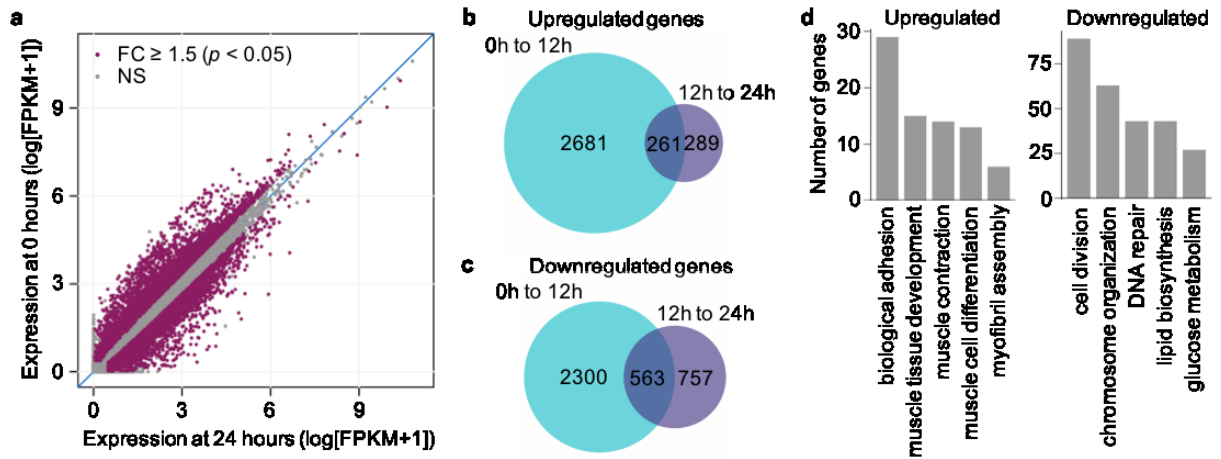 a
Expression at 0 hours (log[FPKM+1])
FC ≥ 1.5 (p < 0.05)
NS
9
6
3
0
0
3
6
9
Expression at 24 hours (log[FPKM+1])
b
Upregulated genes
0h to 12h
12h to 24h
2681
261
289
c
Downregulated genes
0h to 12h
12h to 24h
2300
563
757
d
Upregulated
Number of genes
30
20
10
0
biological adhesion
muscle tissue development
muscle contraction
muscle cell differentiation
myofibril assembly
Downregulated
75
50
25
0
cell division
chromosome organization
DNA repair
lipid biosynthesis
glucose metabolism